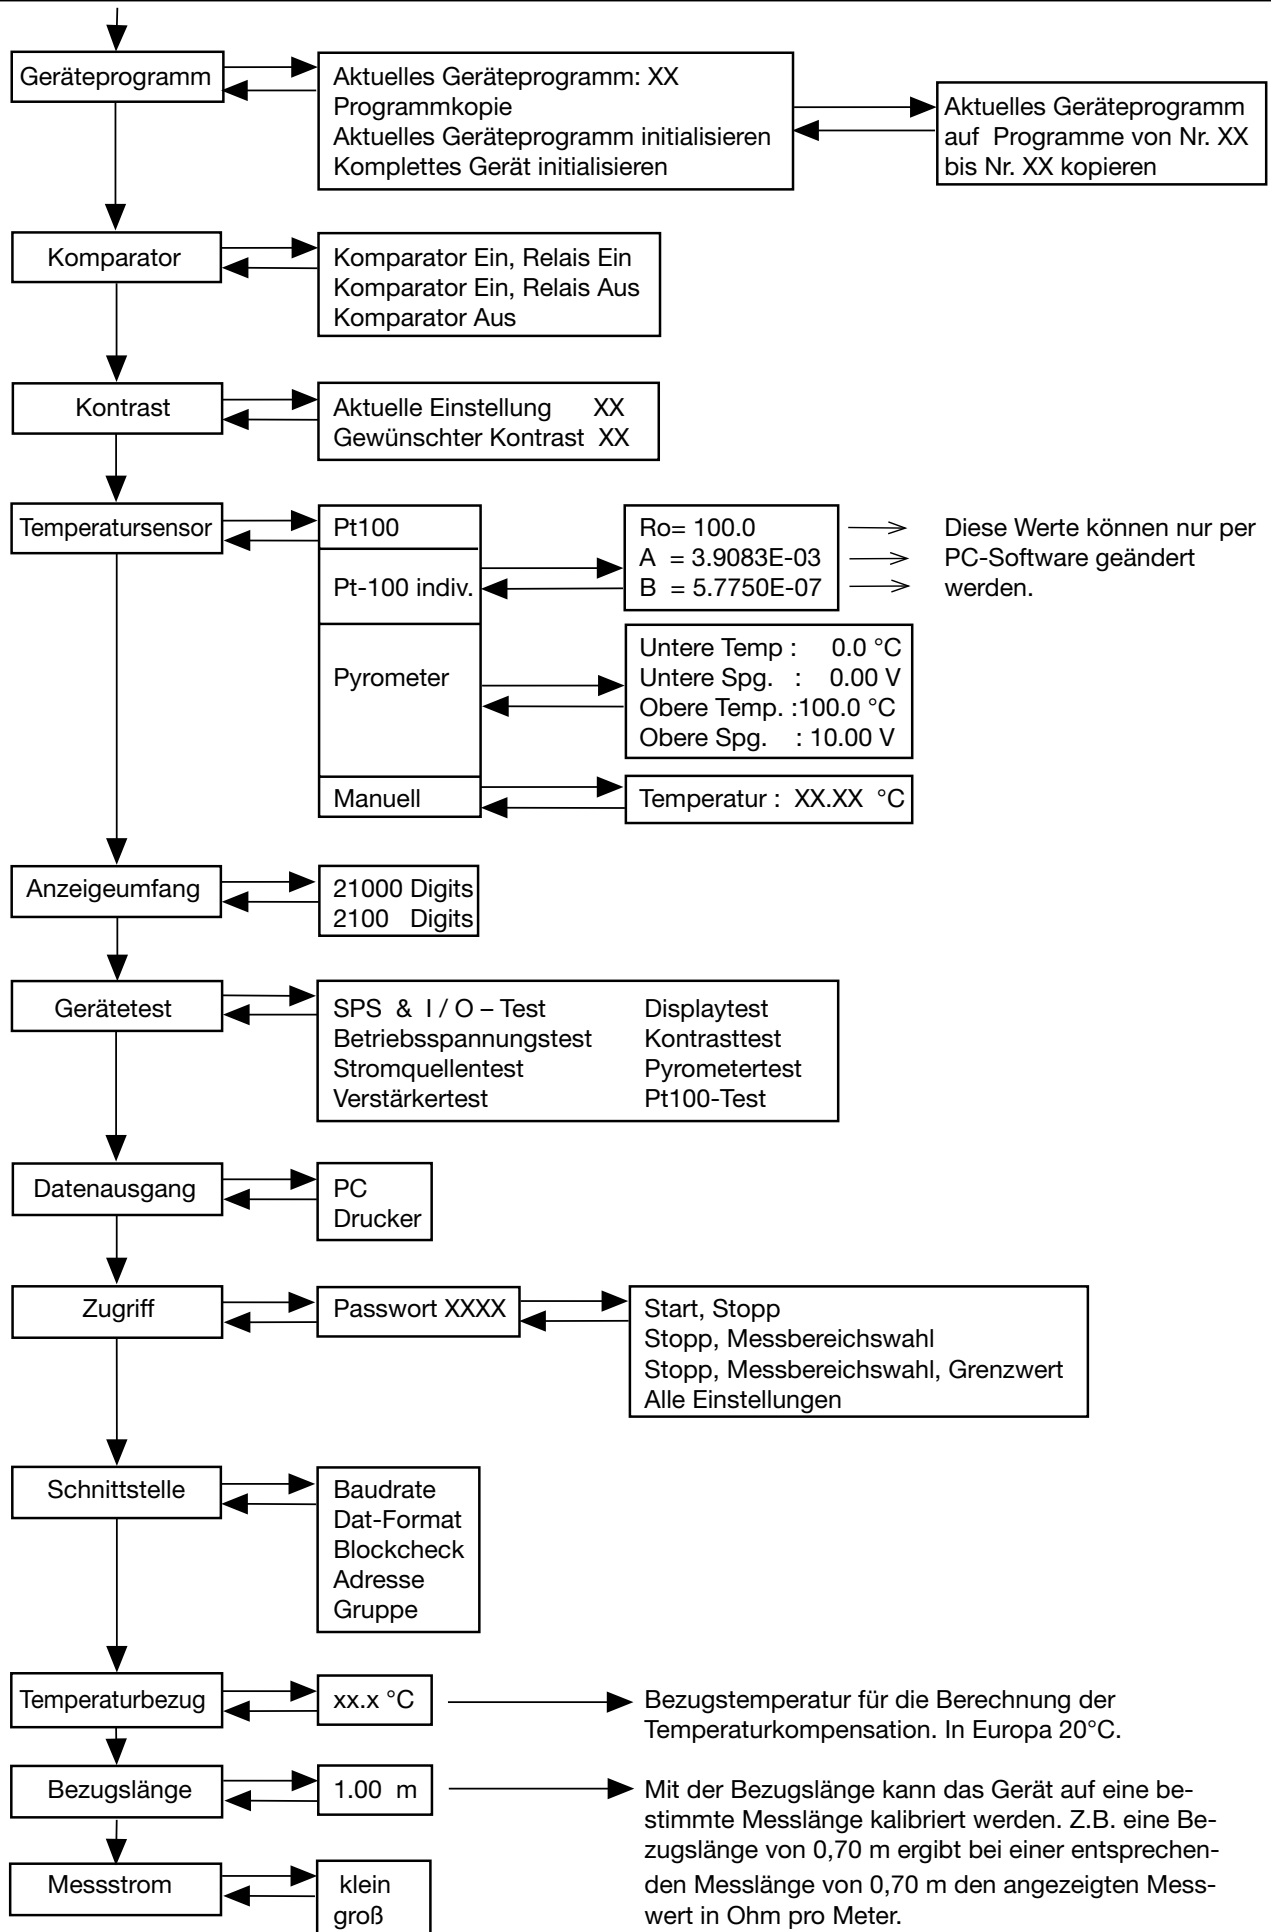 Geräteprogramm
Aktuelles Geräteprogramm: XX
Programmkopie
Aktuelles Geräteprogramm initialisieren
Komplettes Gerät initialisieren
Aktuelles Geräteprogramm
auf Programme von Nr. XX
bis Nr. XX kopieren
Komparator
Komparator Ein, Relais Ein
Komparator Ein, Relais Aus
Komparator Aus
Kontrast
Aktuelle Einstellung XX
Gewünschter Kontrast XX
Temperatursensor
Pt100
Pt-100 indiv.
Ro= 100.0
A = 3.9083E-03
B = 5.7750E-07
Diese Werte können nur per
PC-Software geändert
werden.
Pyrometer
Untere Temp : 0.0 °C
Untere Spg. : 0.00 V
Obere Temp. :100.0 °C
Obere Spg. : 10.00 V
Manuell
Temperatur : XX.XX °C
Anzeigeumfang
21000 Digits
2100 Digits
Gerätetest
SPS & I / O – Test
Betriebsspannungstest
Stromquellentest
Verstärkertest
Displaytest
Kontrasttest
Pyrometertest
Pt100-Test
Datenausgang
PC
Drucker
Zugriff
Passwort XXXX
Start, Stopp
Stopp, Messbereichswahl
Stopp, Messbereichswahl, Grenzwert
Alle Einstellungen
Schnittstelle
Baudrate
Dat-Format
Blockcheck
Adresse
Gruppe
Temperaturbezug
xx.x °C
Bezugstemperatur für die Berechnung der
Temperaturkompensation. In Europa 20°C.
Bezugslänge
1.00 m
Mit der Bezugslänge kann das Gerät auf eine be-
stimmte Messlänge kalibriert werden. Z.B. eine Be-
zugslänge von 0,70 m ergibt bei einer entsprechen-
den Messlänge von 0,70 m den angezeigten Mess-
wert in Ohm pro Meter.
Messstrom
klein
groß